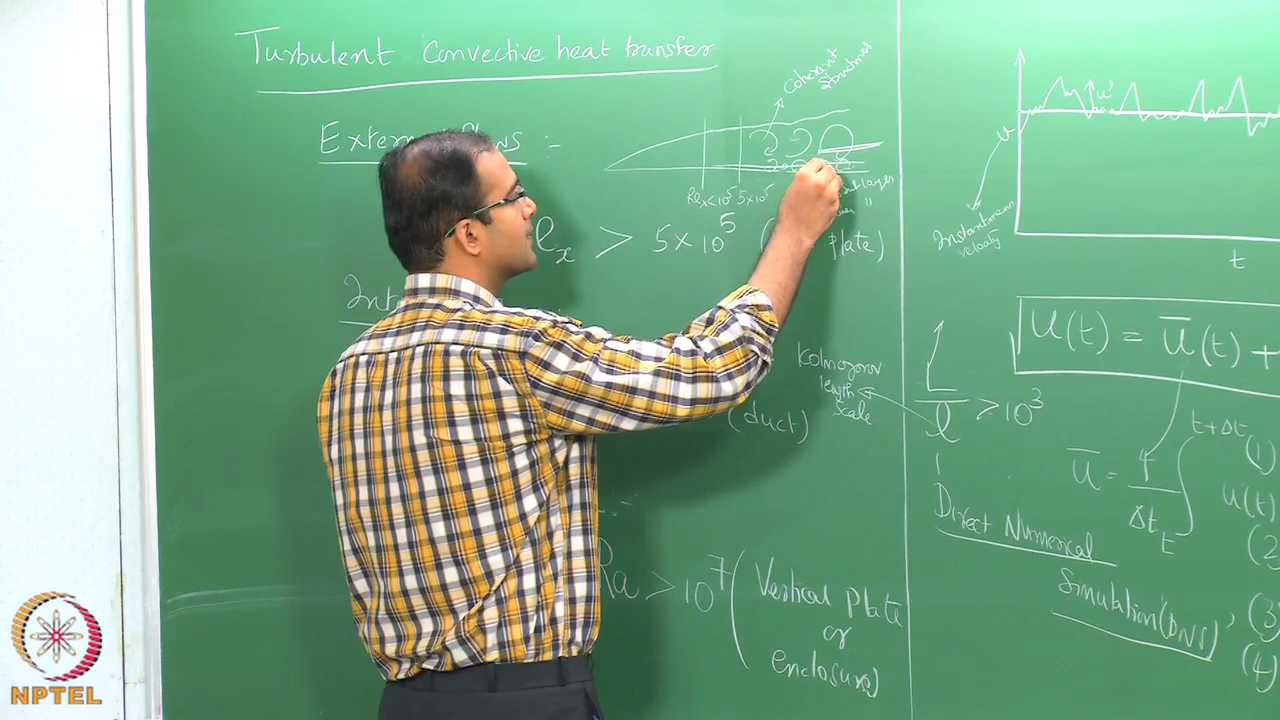 Turbulent Convective heat transfer
Coherent
structures
Re_x < 10^5 5×10^5
> 5×10^5
plate)
(duct)
Ra > 10^7 (Vertical plate
or
enclosure)
u'
u
Instantaneous
velocity
t
u(t) = ū(t) +
Kolmogorov
length
scale
L/l > 10^3
ū = 1/Δt ∫_t^{t+Δt}
u(t)
Direct Numerical
Simulation (DNS)
(1)
(2
(3
(4)
NPTEL